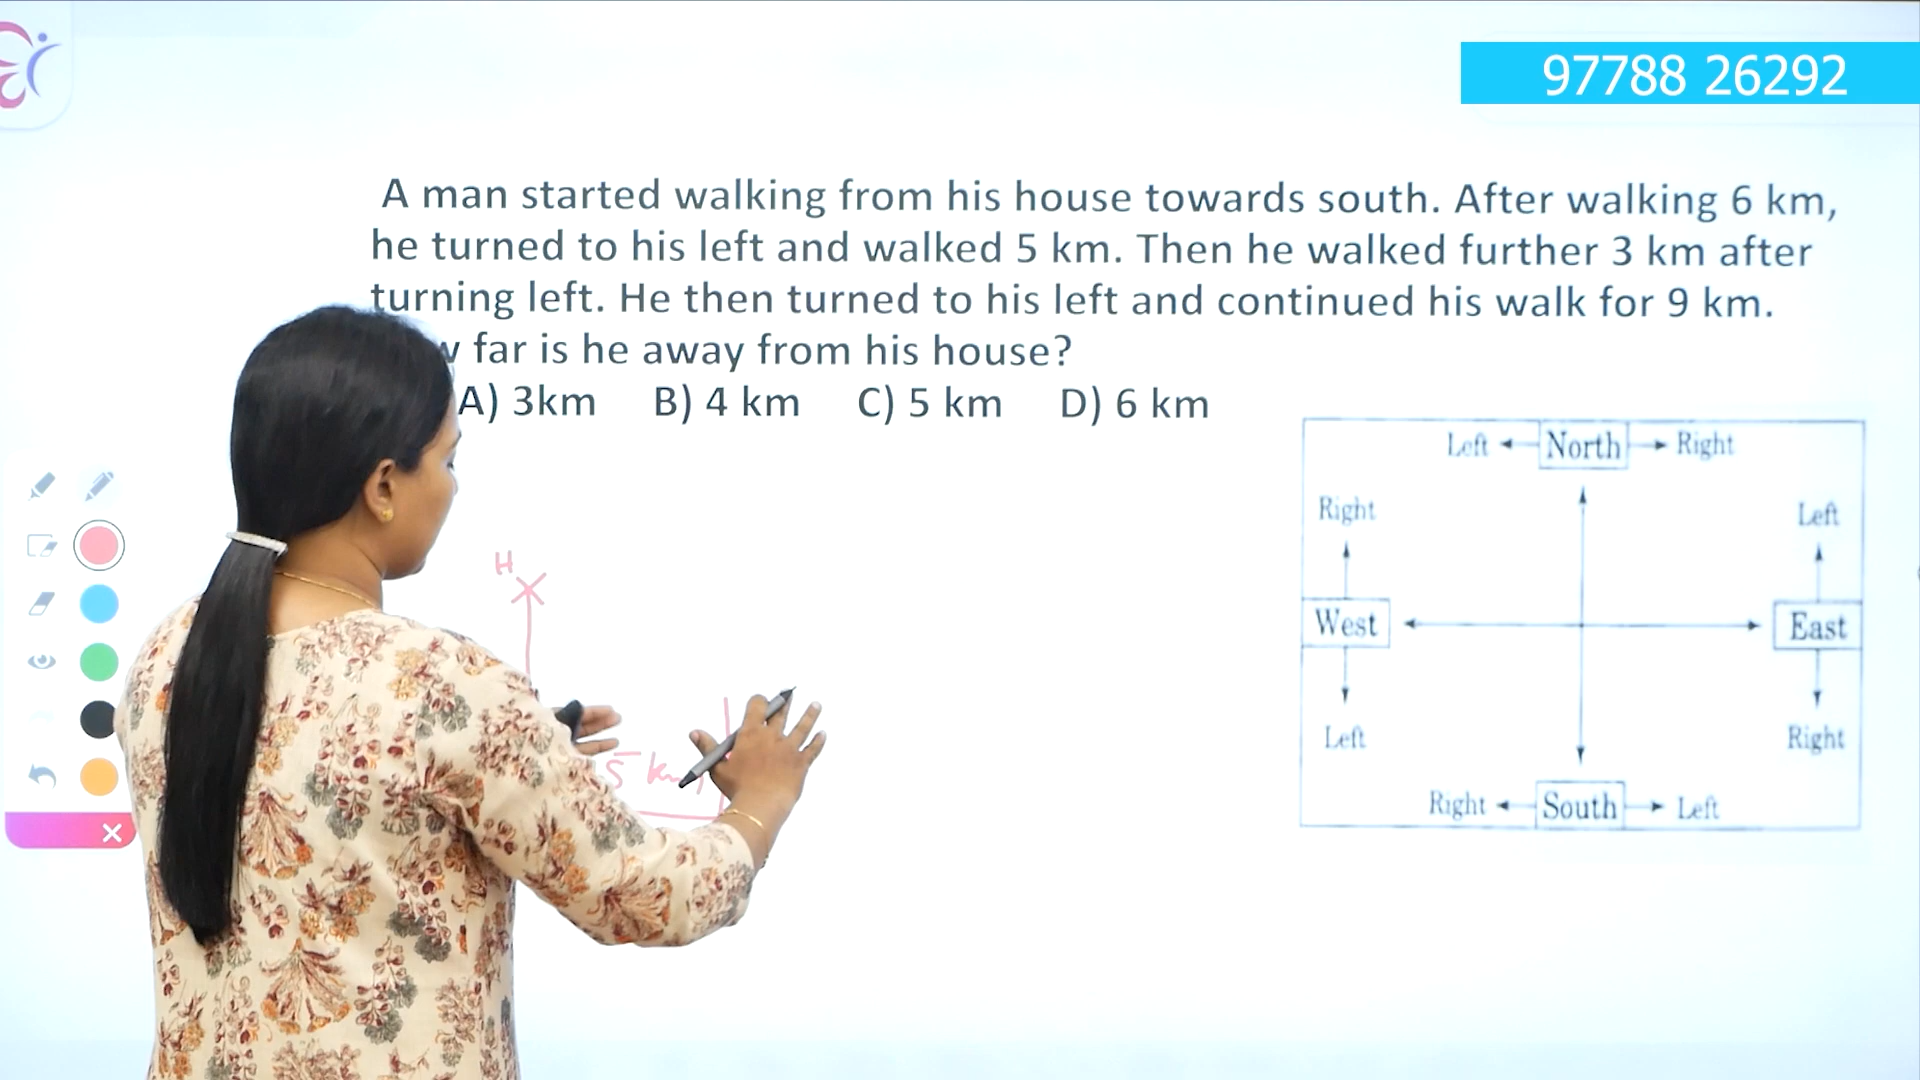 97788 26292
A man started walking from his house towards south. After walking 6 km,
he turned to his left and walked 5 km. Then he walked further 3 km after
turning left. He then turned to his left and continued his walk for 9 km.
far is he away from his house?
A) 3km B) 4 km C) 5 km D) 6 km
Left North Right
Right Left
West East
Left Right
Right South Left
H
5 km